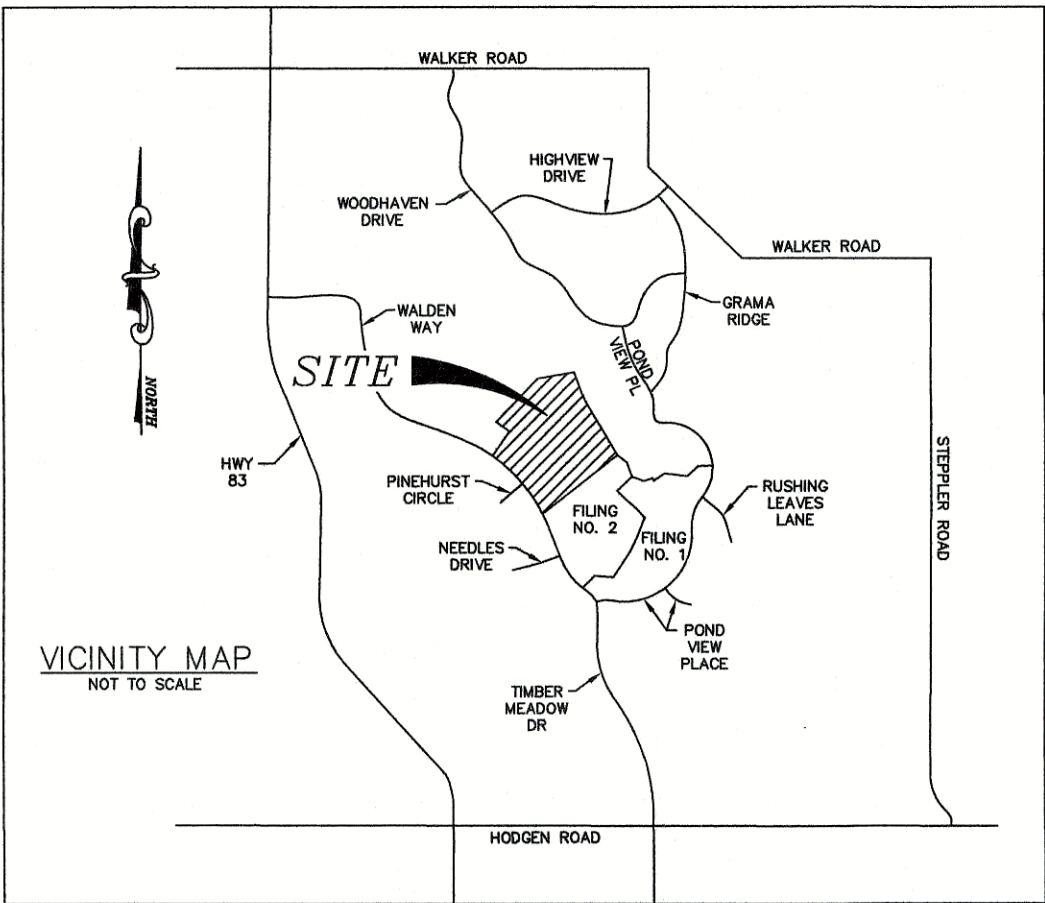 WALKER ROAD
HIGHVIEW
DRIVE
WOODHAVEN
DRIVE
WALKER ROAD
GRAMA
RIDGE
WALDEN
WAY
POND
VIEW PL
SITE
NORTH
HWY
83
PINEHURST
CIRCLE
RUSHING
LEAVES
LANE
STEPPLER ROAD
FILING
NO. 2
FILING
NO. 1
NEEDLES
DRIVE
POND
VIEW
PLACE
VICINITY MAP
NOT TO SCALE
TIMBER
MEADOW
DR
HODGEN ROAD